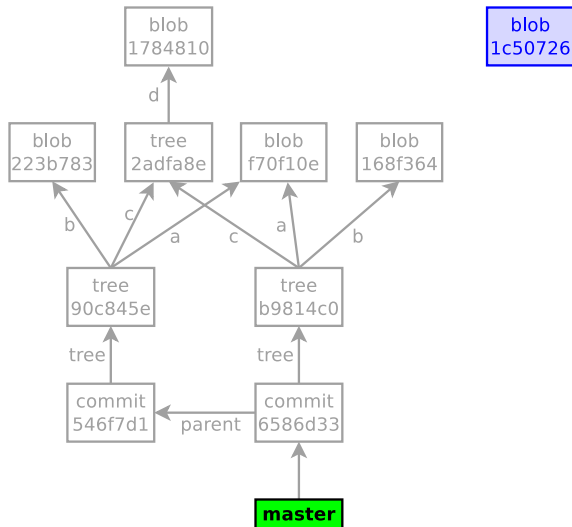 blob
1784810
blob
1c50726
d
blob
223b783
tree
2adfa8e
blob
f70f10e
blob
168f364
b
c
a
c
a
b
tree
90c845e
tree
b9814c0
tree
tree
commit
546f7d1
parent
commit
6586d33
master